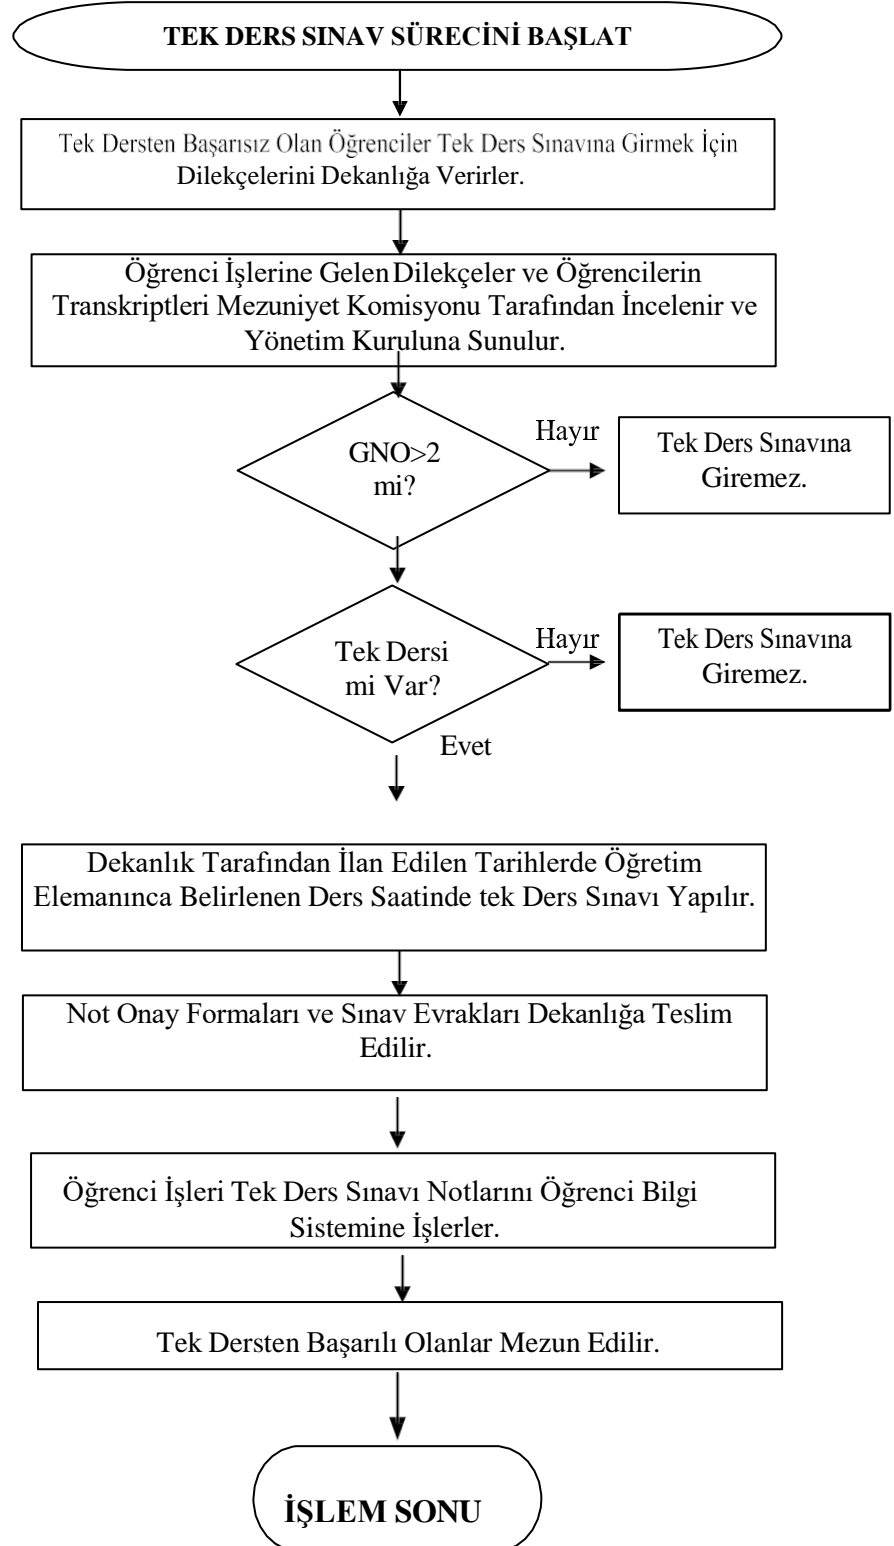 TEK DERS SINAV SÜRECİNİ BAŞLAT
Tek Dersten Başarısız Olan Öğrenciler Tek Ders Sınavına Girmek İçin
Dilekçelerini Dekanlığa Verirler.
Öğrenci İşlerine Gelen Dilekçeler ve Öğrencilerin
Transkriptleri Mezuniyet Komisyonu Tarafından İncelenir ve
Yönetim Kuruluna Sunulur.
GNO>2
mi?
Hayır
Tek Ders Sınavına
Giremez.
Tek Dersi
mi Var?
Hayır
Tek Ders Sınavına
Giremez.
Evet
Dekanlık Tarafından İlan Edilen Tarihlerde Öğretim
Elemanınca Belirlenen Ders Saatinde tek Ders Sınavı Yapılır.
Not Onay Formaları ve Sınav Evrakları Dekanlığa Teslim
Edilir.
Öğrenci İşleri Tek Ders Sınavı Notlarını Öğrenci Bilgi
Sistemine İşlerler.
Tek Dersten Başarılı Olanlar Mezun Edilir.
İŞLEM SONU